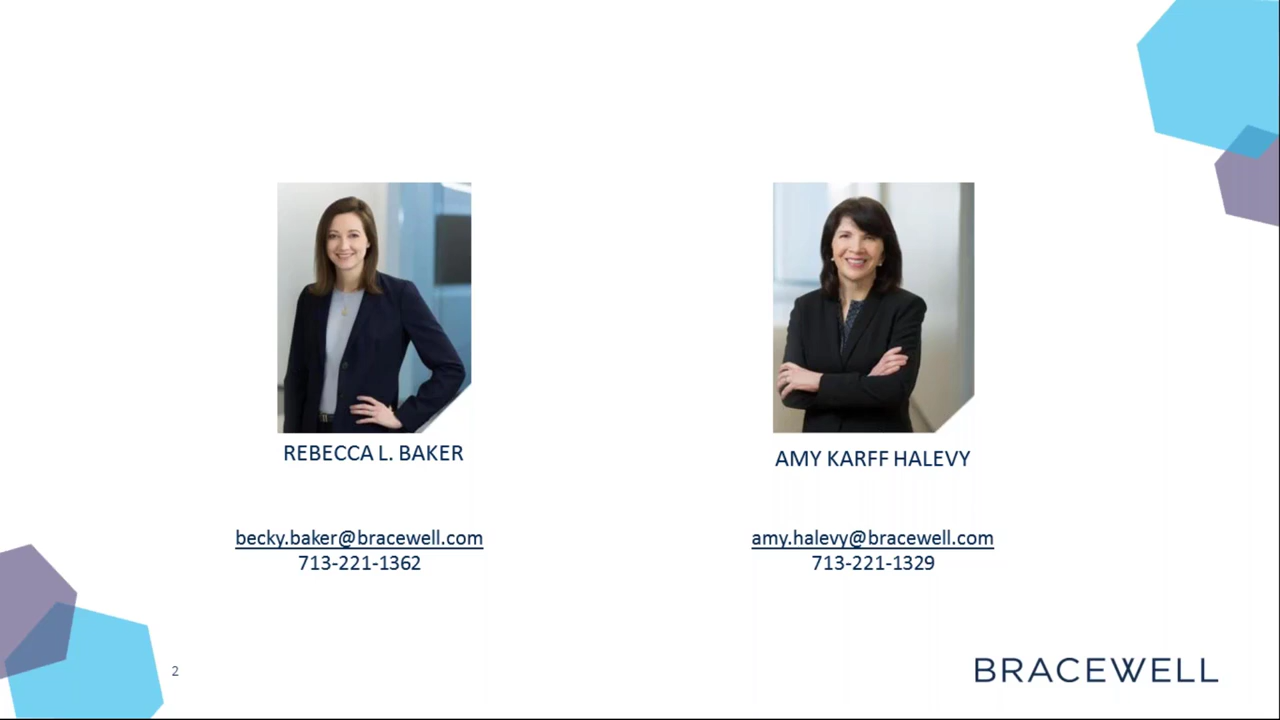 REBECCA L. BAKER
becky.baker@bracewell.com
713-221-1362
AMY KARFF HALEVY
amy.halevy@bracewell.com
713-221-1329
2
BRACEWELL